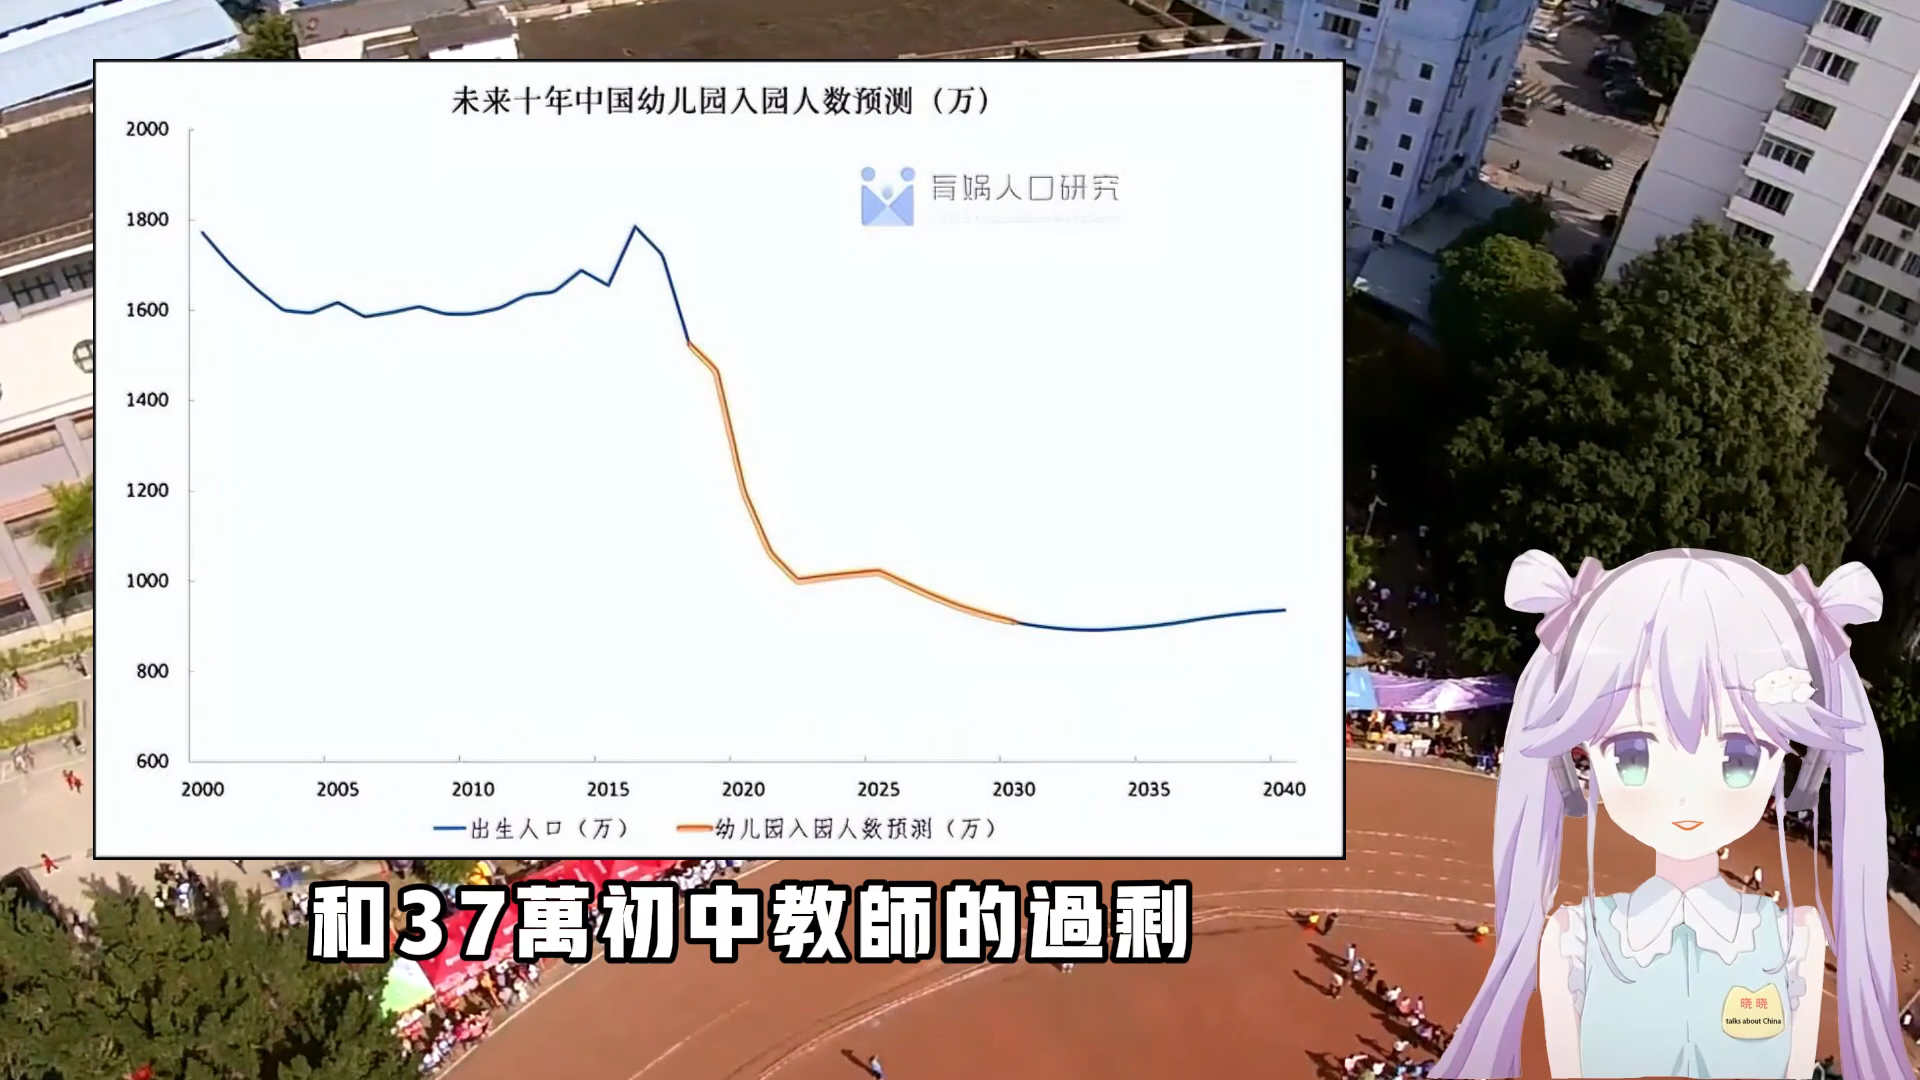 未来十年中国幼儿园入园人数预测（万）
育娲人口研究
2000
1800
1600
1400
1200
1000
800
600
2000 2005 2010 2015 2020 2025 2030 2035 2040
出生人口（万） 幼儿园入园人数预测（万）
和37萬初中教師的過剩
晓晓
talks about China